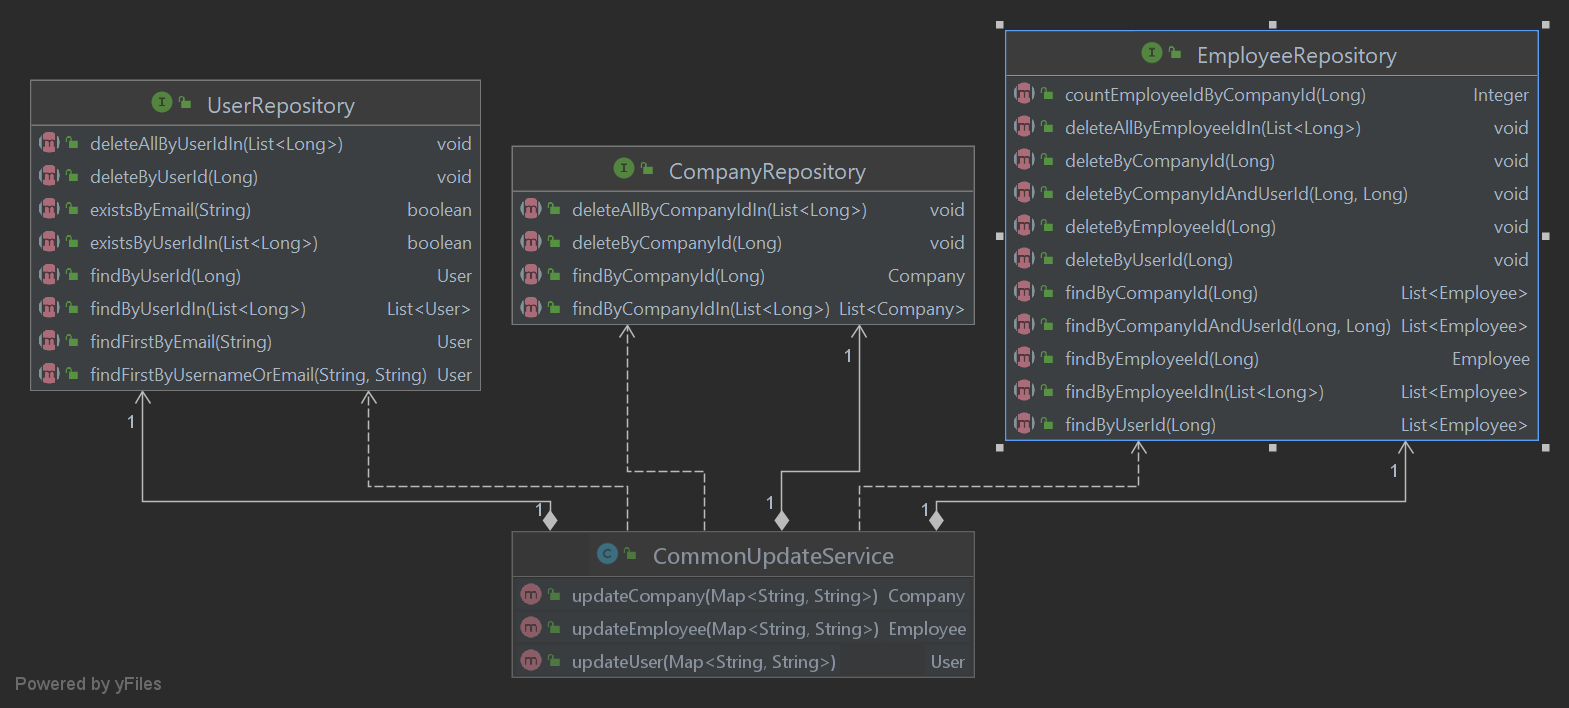 UserRepository
deleteAllByUserIdIn(List<Long>) void
deleteByUserId(Long) void
existsByEmail(String) boolean
existsByUserIdIn(List<Long>) boolean
findByUserId(Long) User
findByUserIdIn(List<Long>) List<User>
findFirstByEmail(String) User
findFirstByUsernameOrEmail(String, String) User
CompanyRepository
deleteAllByCompanyIdIn(List<Long>) void
deleteByCompanyId(Long) void
findByCompanyId(Long) Company
findByCompanyIdIn(List<Long>) List<Company>
EmployeeRepository
countEmployeeIdByCompanyId(Long) Integer
deleteAllByEmployeeIdIn(List<Long>) void
deleteByCompanyId(Long) void
deleteByCompanyIdAndUserId(Long, Long) void
deleteByEmployeeId(Long) void
deleteByUserId(Long) void
findByCompanyId(Long) List<Employee>
findByCompanyIdAndUserId(Long, Long) List<Employee>
findByEmployeeId(Long) Employee
findByEmployeeIdIn(List<Long>) List<Employee>
findByUserId(Long) List<Employee>
1
1
1
1
1
1
CommonUpdateService
updateCompany(Map<String, String>) Company
updateEmployee(Map<String, String>) Employee
updateUser(Map<String, String>) User
Powered by yFiles